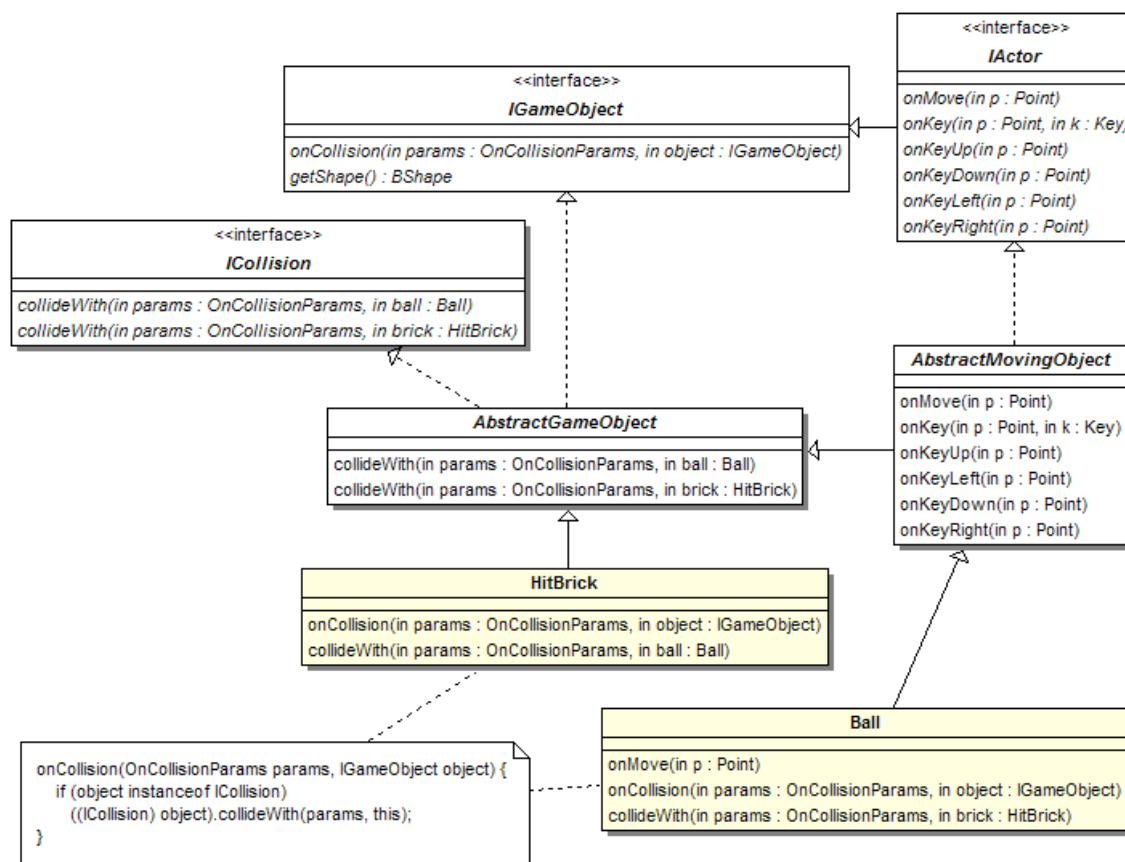 <<interface>>
IActor
onMove(in p : Point)
onKey(in p : Point, in k : Key)
onKeyUp(in p : Point)
onKeyDown(in p : Point)
onKeyLeft(in p : Point)
onKeyRight(in p : Point)
<<interface>>
IGameObject
onCollision(in params : OnCollisionParams, in object : IGameObject)
getShape() : BShape
<<interface>>
ICollision
collideWith(in params : OnCollisionParams, in ball : Ball)
collideWith(in params : OnCollisionParams, in brick : HitBrick)
AbstractMovingObject
onMove(in p : Point)
onKey(in p : Point, in k : Key)
onKeyUp(in p : Point)
onKeyLeft(in p : Point)
onKeyDown(in p : Point)
onKeyRight(in p : Point)
AbstractGameObject
collideWith(in params : OnCollisionParams, in ball : Ball)
collideWith(in params : OnCollisionParams, in brick : HitBrick)
HitBrick
onCollision(in params : OnCollisionParams, in object : IGameObject)
collideWith(in params : OnCollisionParams, in ball : Ball)
Ball
onMove(in p : Point)
onCollision(in params : OnCollisionParams, in object : IGameObject)
collideWith(in params : OnCollisionParams, in brick : HitBrick)
onCollision(OnCollisionParams params, IGameObject object) {
if (object instanceof ICollision)
((ICollision) object).collideWith(params, this);
}